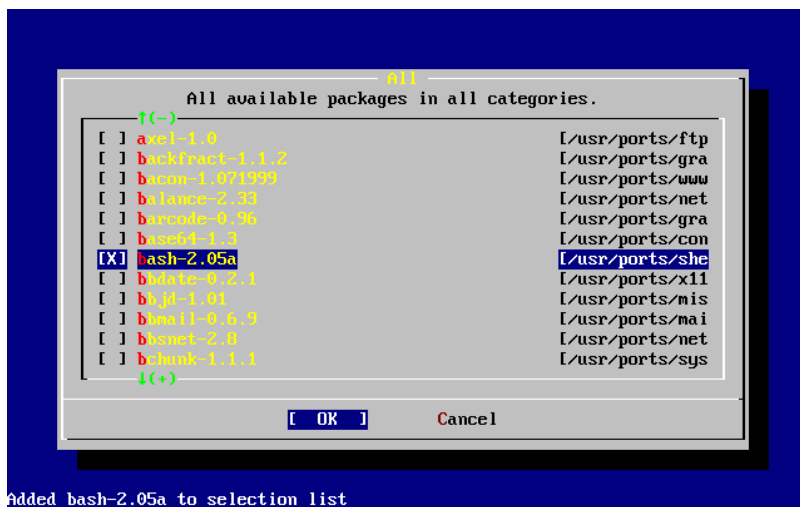 All
All available packages in all categories.
↑(-)
[ ] axel-1.0 [/usr/ports/ftp
[ ] backfract-1.1.2 [/usr/ports/gra
[ ] bacon-1.071999 [/usr/ports/www
[ ] balance-2.33 [/usr/ports/net
[ ] barcode-0.96 [/usr/ports/gra
[ ] base64-1.3 [/usr/ports/con
[X] bash-2.05a [/usr/ports/she
[ ] bbdate-0.2.1 [/usr/ports/x11
[ ] bbjd-1.01 [/usr/ports/mis
[ ] bbmail-0.6.9 [/usr/ports/mai
[ ] bbsnet-2.8 [/usr/ports/net
[ ] bchunk-1.1.1 [/usr/ports/sys
↓(+)
[ OK ] Cancel
Added bash-2.05a to selection list